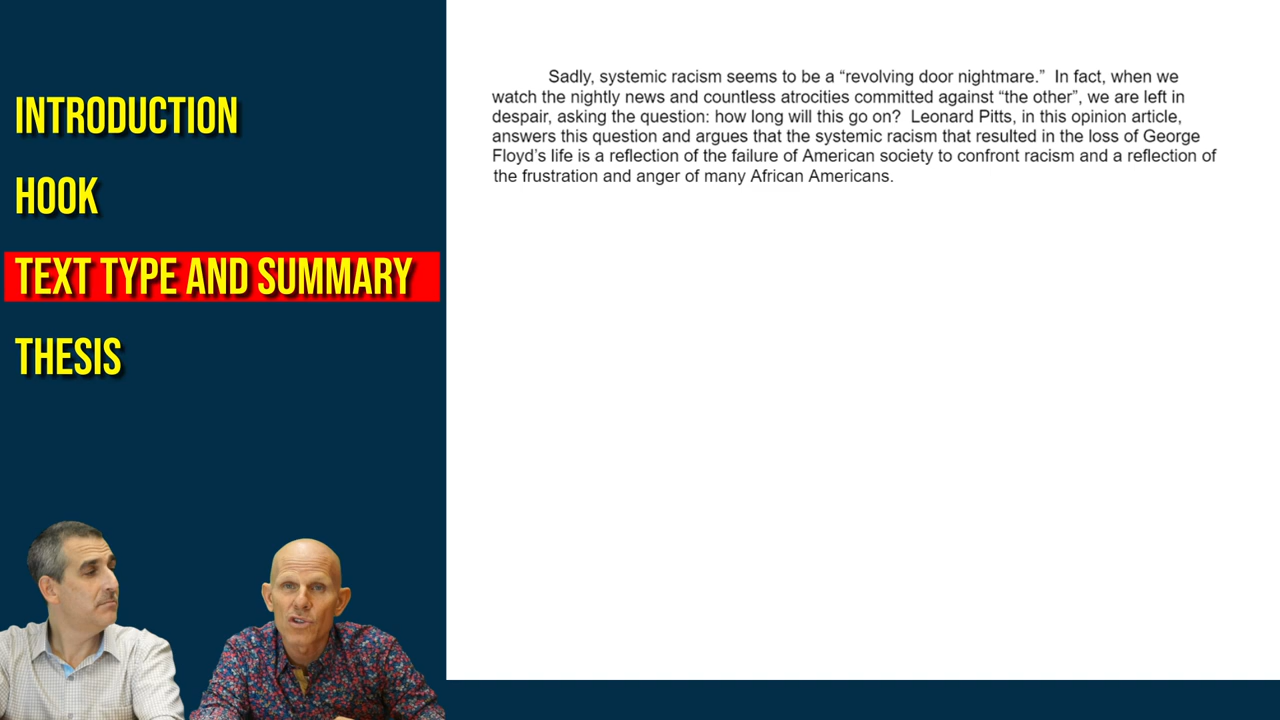 INTRODUCTION
HOOK
TEXT TYPE AND SUMMARY
THESIS
Sadly, systemic racism seems to be a “revolving door nightmare.”  In fact, when we
watch the nightly news and countless atrocities committed against “the other”, we are left in
despair, asking the question: how long will this go on?  Leonard Pitts, in this opinion article,
answers this question and argues that the systemic racism that resulted in the loss of George
Floyd’s life is a reflection of the failure of American society to confront racism and a reflection of
the frustration and anger of many African Americans.